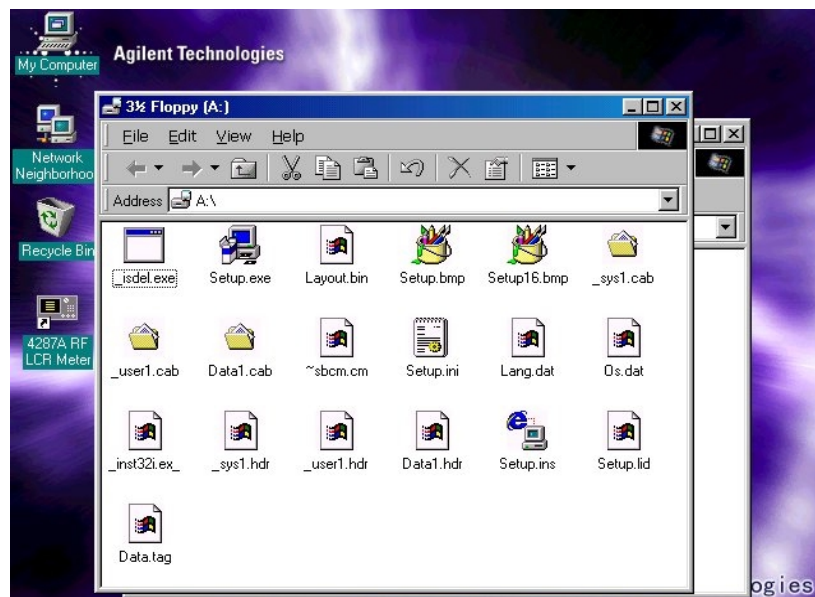 My Computer
Agilent Technologies
3½ Floppy (A:)
File Edit View Help
Network
Neighborhoo
Address A:\
Recycle Bin
_isdel.exe Setup.exe Layout.bin Setup.bmp Setup16.bmp _sys1.cab
4287A RF
LCR Meter
_user1.cab Data1.cab ~sbcm.cm Setup.ini Lang.dat Os.dat
_inst32i.ex_ _sys1.hdr _user1.hdr Data1.hdr Setup.ins Setup.lid
Data.tag
ogies